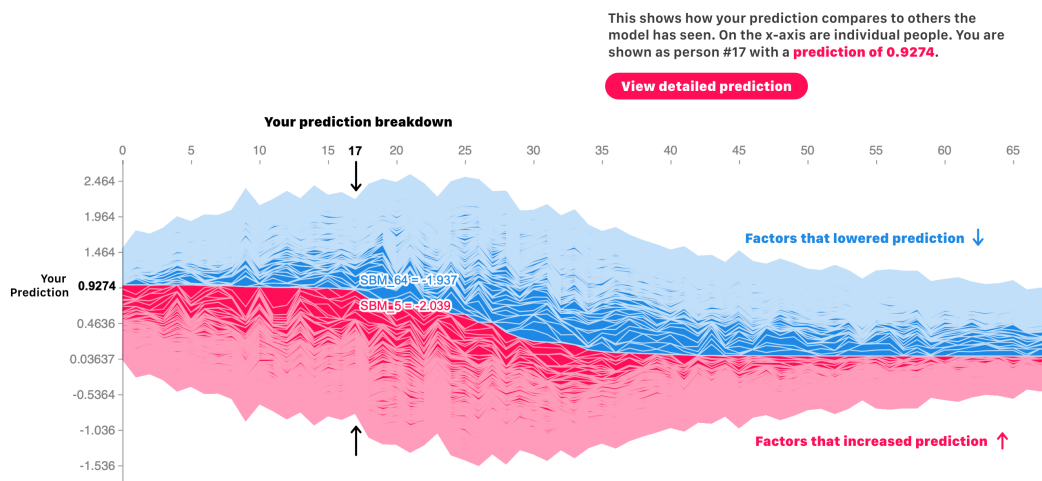 This shows how your prediction compares to others the
model has seen. On the x-axis are individual people. You are
shown as person #17 with a prediction of 0.9274.
View detailed prediction
Your prediction breakdown
0 5 10 15 17 20 25 30 35 40 45 50 55 60 65
2.464
1.964
1.464
Factors that lowered prediction ↓
SBM_64 = -1.937
Your
Prediction
0.9274
SBM_5 = -2.039
0.4636
0.03637
-0.5364
-1.036
Factors that increased prediction ↑
-1.536